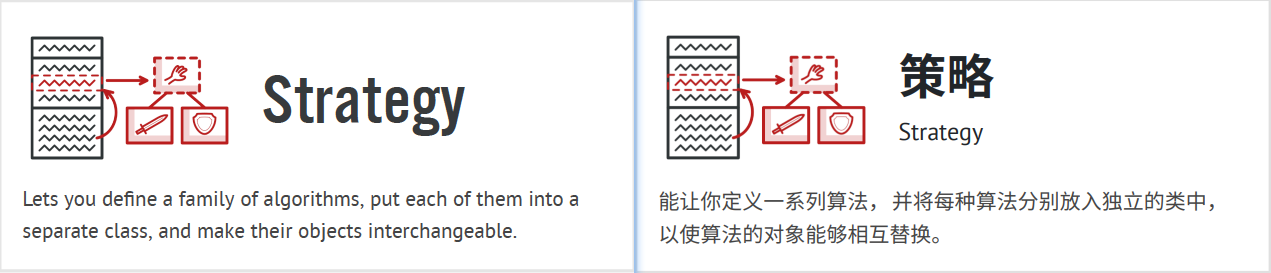 Strategy
Lets you define a family of algorithms, put each of them into a
separate class, and make their objects interchangeable.
策略
Strategy
能让你定义一系列算法，并将每种算法分别放入独立的类中，
以使算法的对象能够相互替换。